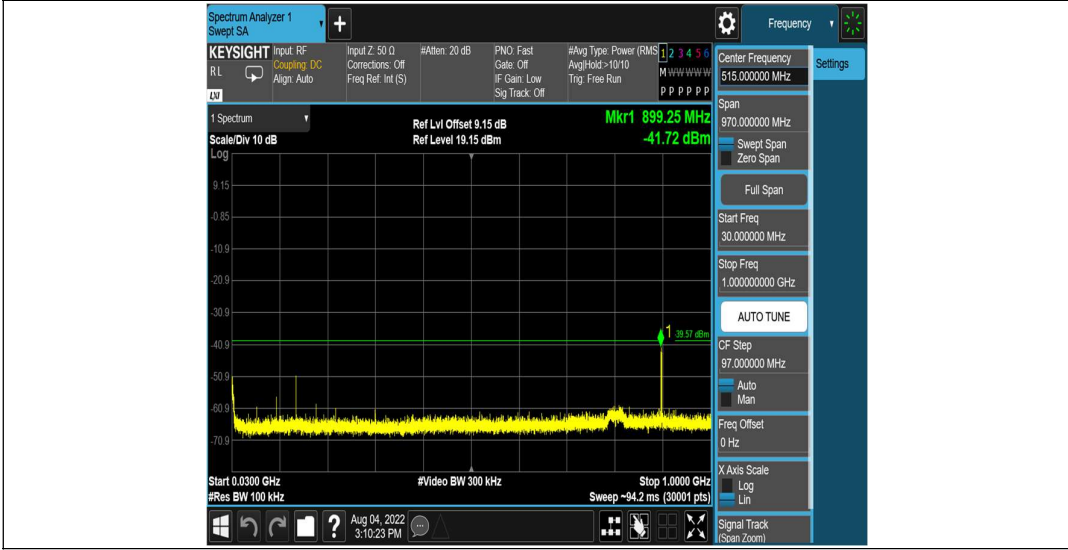 Spectrum Analyzer 1
Swept SA
+
Frequency
KEYSIGHT
RL
LXI
Input: RF
Coupling: DC
Align: Auto
Input Z: 50 Ω
Corrections: Off
Freq Ref: Int (S)
#Atten: 20 dB
PNO: Fast
Gate: Off
IF Gain: Low
Sig Track: Off
#Avg Type: Power (RMS
Avg|Hold:>10/10
Trig: Free Run
1 2 3 4 5 6
M W W W W W
P P P P P P
1 Spectrum
Scale/Div 10 dB
Ref Lvl Offset 9.15 dB
Ref Level 19.15 dBm
Mkr1 899.25 MHz
-41.72 dBm
Log
9.15
-0.85
-10.9
-20.9
-30.9
-40.9
-50.9
-60.9
-70.9
1
-39.57 dBm
Start 0.0300 GHz
#Res BW 100 kHz
#Video BW 300 kHz
Stop 1.0000 GHz
Sweep ~94.2 ms (30001 pts)
Center Frequency
515.000000 MHz
Settings
Span
970.000000 MHz
Swept Span
Zero Span
Full Span
Start Freq
30.000000 MHz
Stop Freq
1.000000000 GHz
AUTO TUNE
CF Step
97.000000 MHz
Auto
Man
Freq Offset
0 Hz
X Axis Scale
Log
Lin
Signal Track
(Span Zoom)
?
Aug 04, 2022
3:10:23 PM